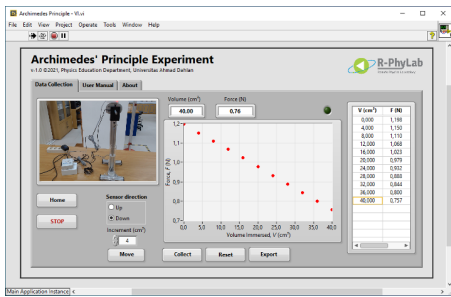 Archimedes Principle - VI.vi
File Edit View Project Operate Tools Window Help
Archimedes' Principle Experiment
v.1.0 ©2021, Physics Education Department, Universitas Ahmad Dahlan
R-PhyLab
Data Collection User Manual About
Volume (cm³) Force (N)
40.00 0.76
V (cm³) F (N)
0,000 1,198
4,000 1,150
8,000 1,110
12,000 1,068
16,000 1,023
20,000 0,979
24,000 0,932
28,000 0,888
32,000 0,844
36,000 0,800
40,000 0,757
1,2
1,1
1,0
0,9
0,8
0,7
Force, F (N)
0,0 5,0 10,0 15,0 20,0 25,0 30,0 35,0 40,0
Volume Immersed, V (cm³)
Home
STOP
Sensor direction
Up
Down
Increment (cm³)
4
Move
Collect Reset Export
Main Application Instance